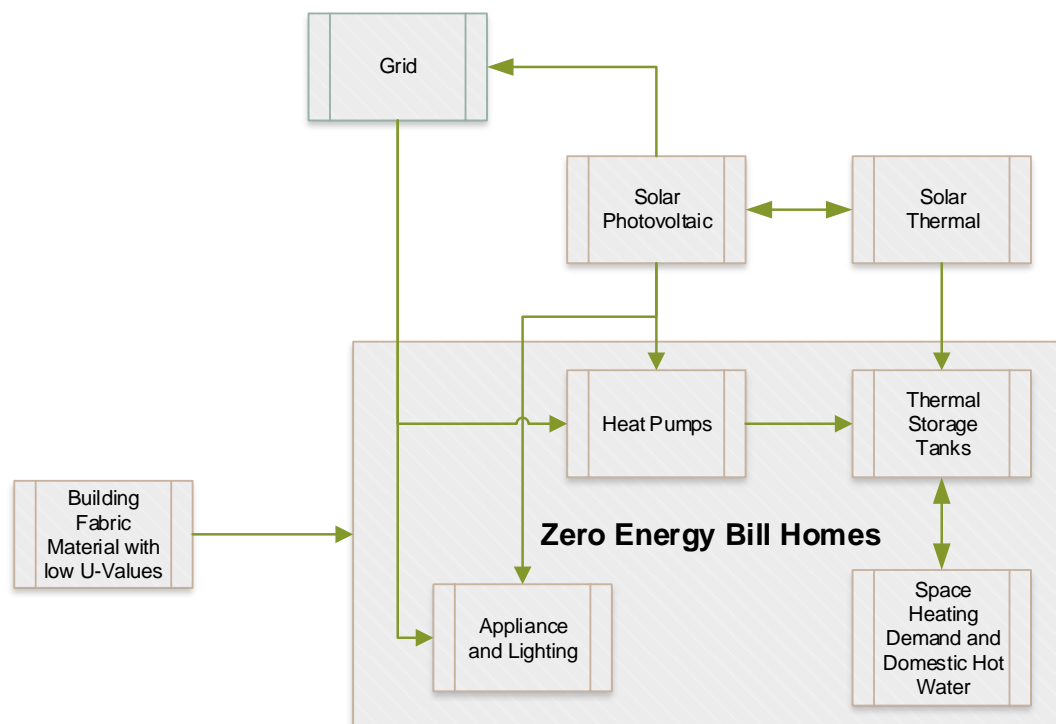 Grid
Solar
Photovoltaic
Solar
Thermal
Heat Pumps
Thermal
Storage
Tanks
Building
Fabric
Material with
low U-Values
Zero Energy Bill Homes
Appliance
and Lighting
Space
Heating
Demand and
Domestic Hot
Water